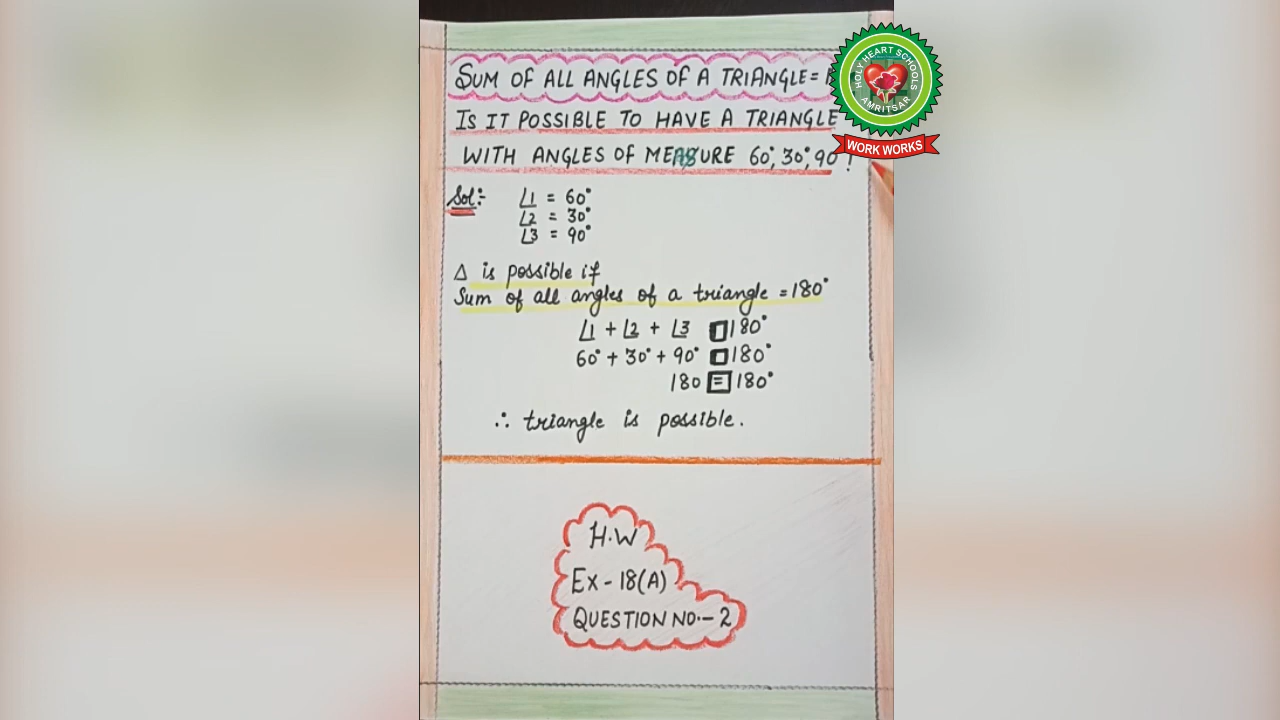 SUM OF ALL ANGLES OF A TRIANGLE =
IS IT POSSIBLE TO HAVE A TRIANGLE
WITH ANGLES OF MEASURE 60°, 30°, 90°?
Sol:-
∠1 = 60°
∠2 = 30°
∠3 = 90°
Δ is possible if
Sum of all angles of a triangle = 180°
∠1 + ∠2 + ∠3 □ 180°
60° + 30° + 90° □ 180°
180 = 180°
∴ triangle is possible.
H.W
Ex - 18(A)
QUESTION NO.- 2
HOLY HEART SCHOOLS
AMRITSAR
WORK WORKS